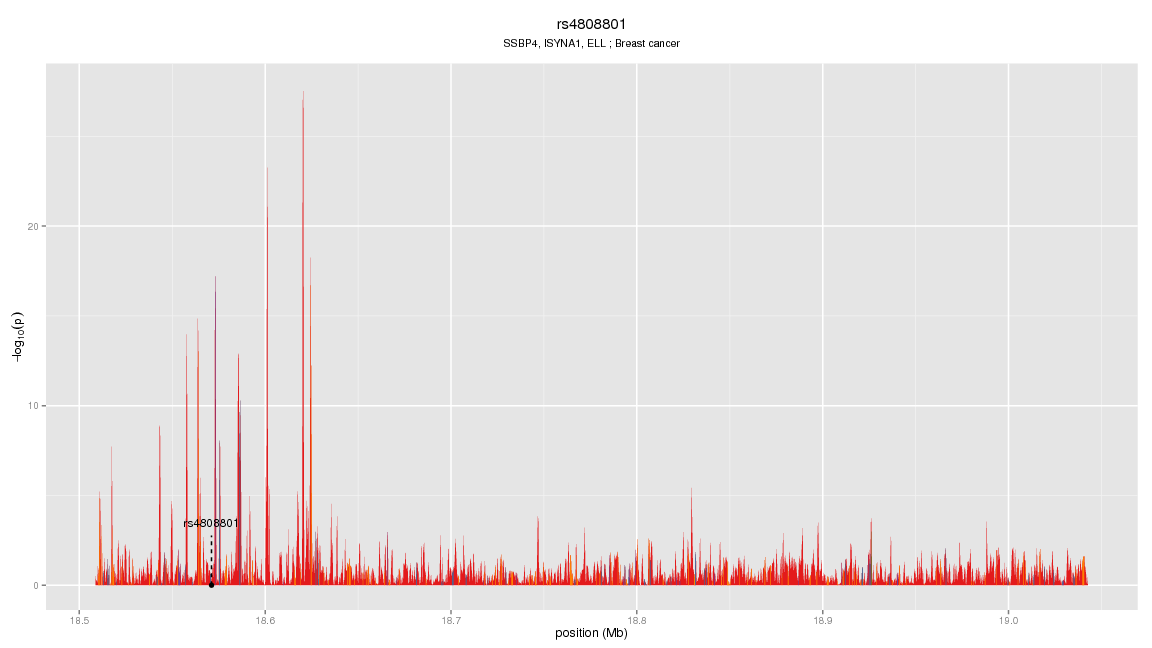 rs4808801
SSBP4, ISYNA1, ELL ; Breast cancer
20
10
0
−log10(p)
rs4808801
18.5 18.6 18.7 18.8 18.9 19.0
position (Mb)